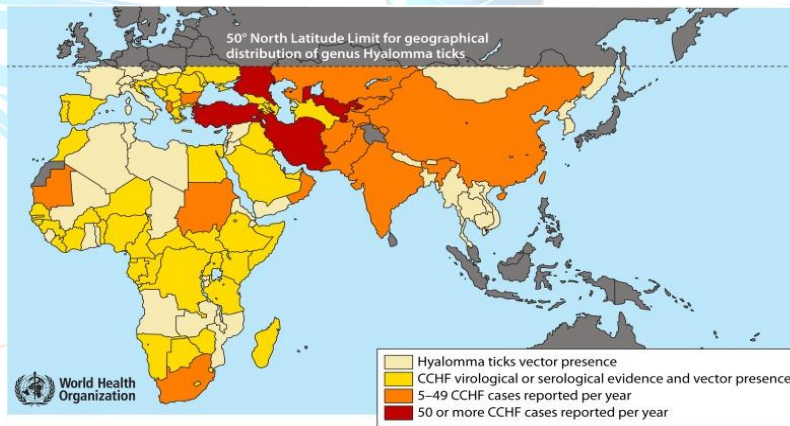 50° North Latitude Limit for geographical
distribution of genus Hyalomma ticks
World Health
Organization
Hyalomma ticks vector presence
CCHF virological or serological evidence and vector presence
5–49 CCHF cases reported per year
50 or more CCHF cases reported per year